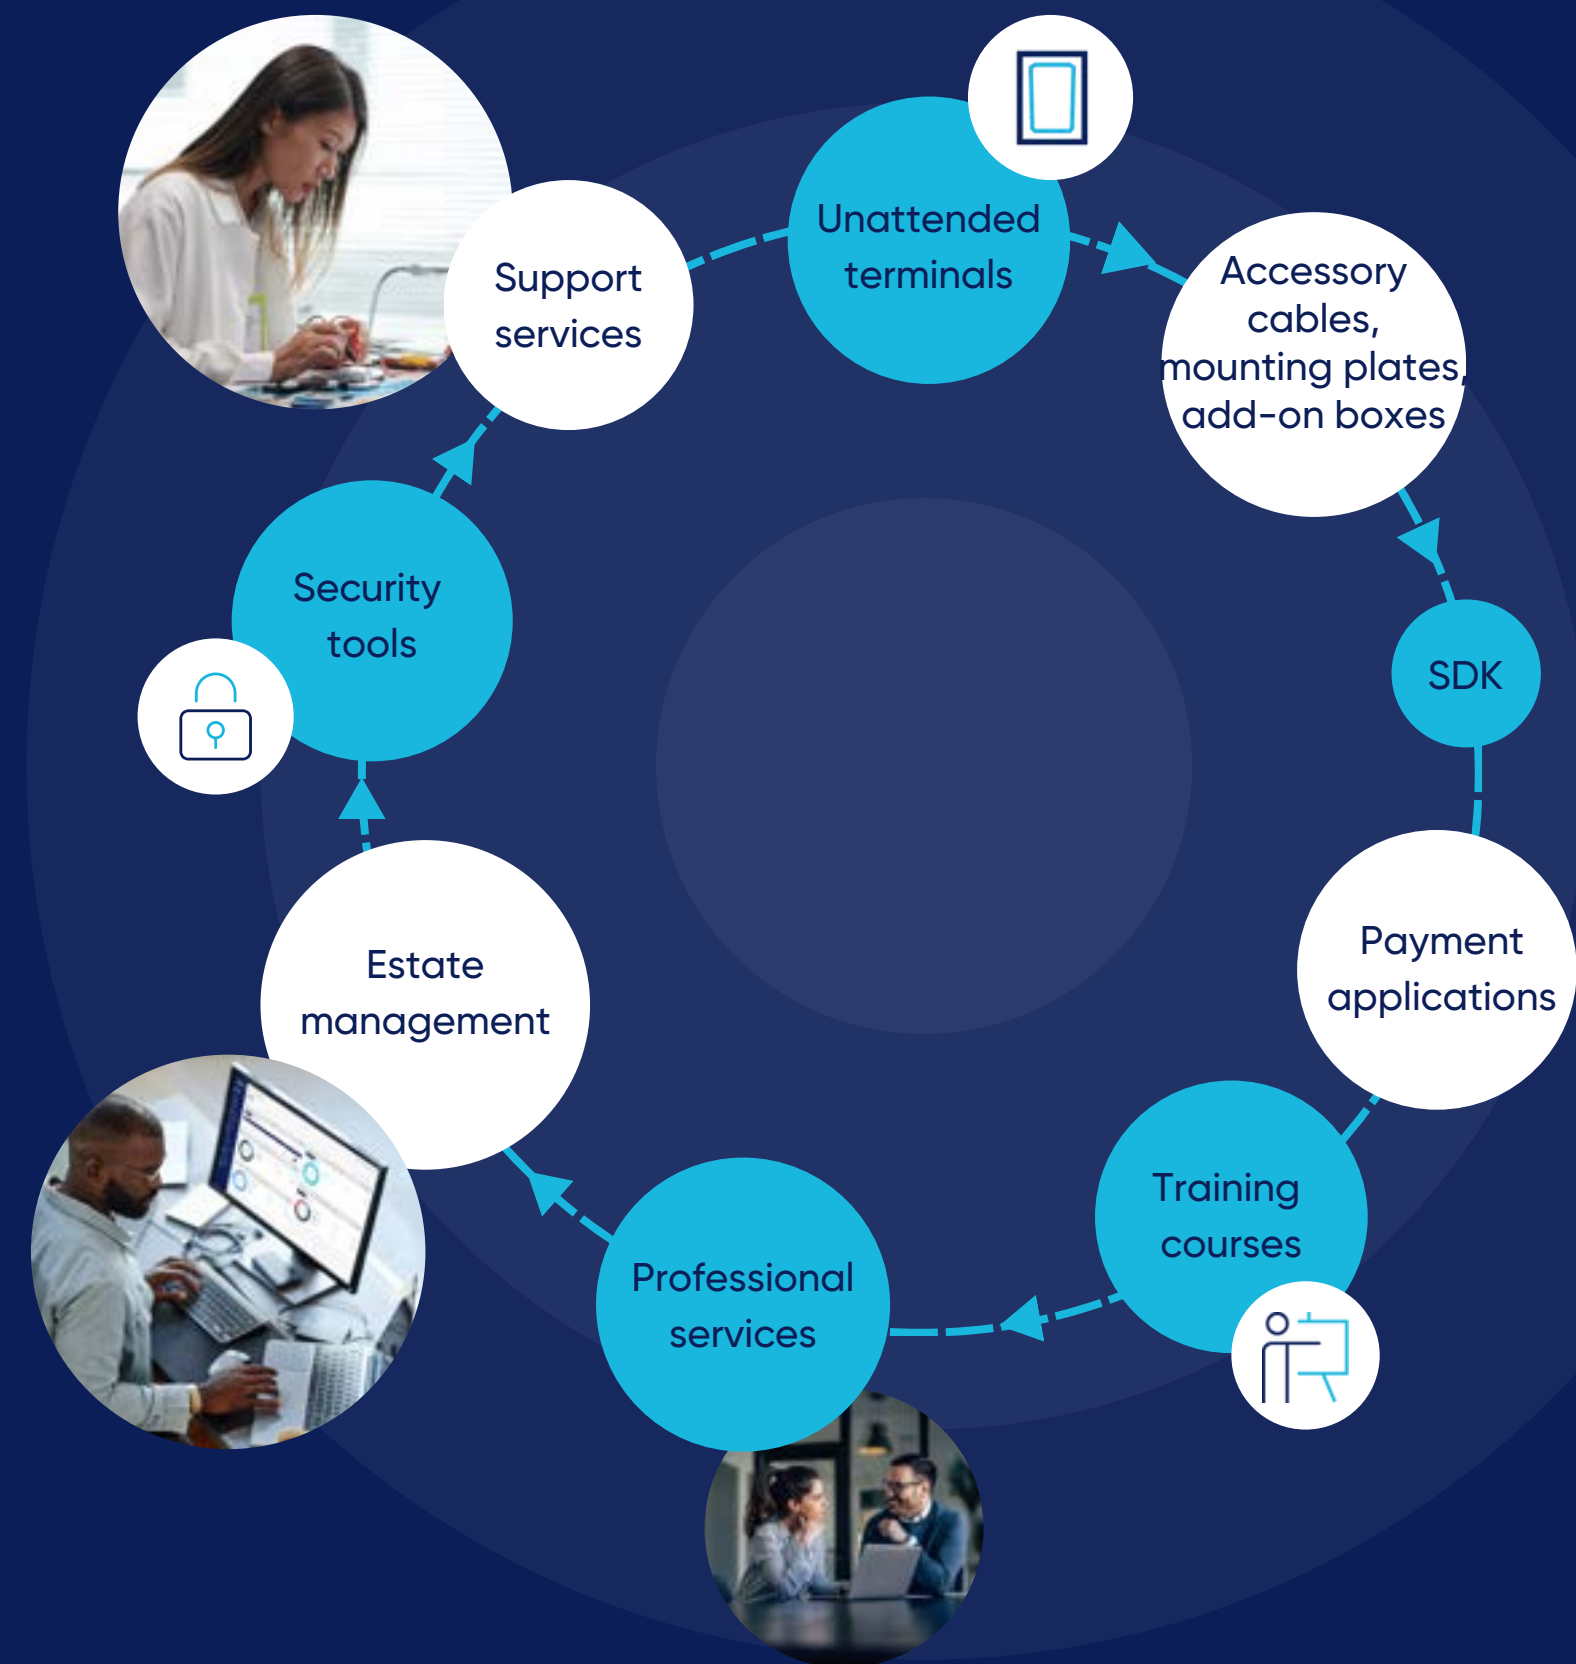 Unattended
terminals
Accessory
cables,
mounting plates,
add-on boxes
SDK
Payment
applications
Training
courses
Professional
services
Estate
management
Security
tools
Support
services